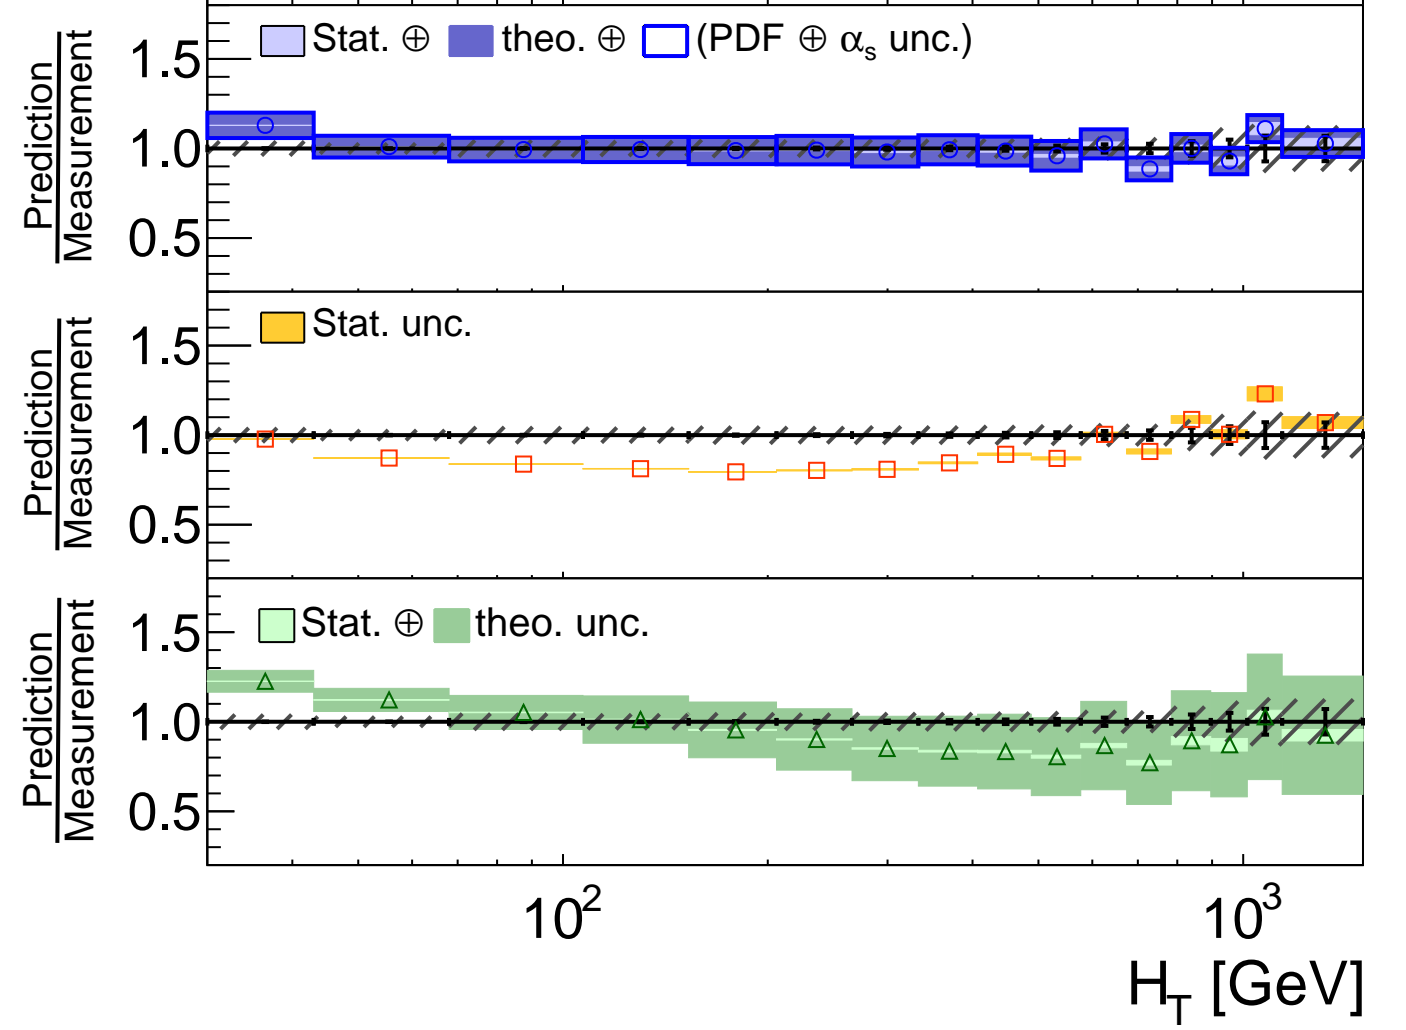 Stat. ⊕ theo. ⊕ (PDF ⊕ αs unc.)
Prediction
Measurement
1.5
1.0
0.5
Stat. unc.
Prediction
Measurement
1.5
1.0
0.5
Stat. ⊕ theo. unc.
Prediction
Measurement
1.5
1.0
0.5
10² 10³
H_T [GeV]